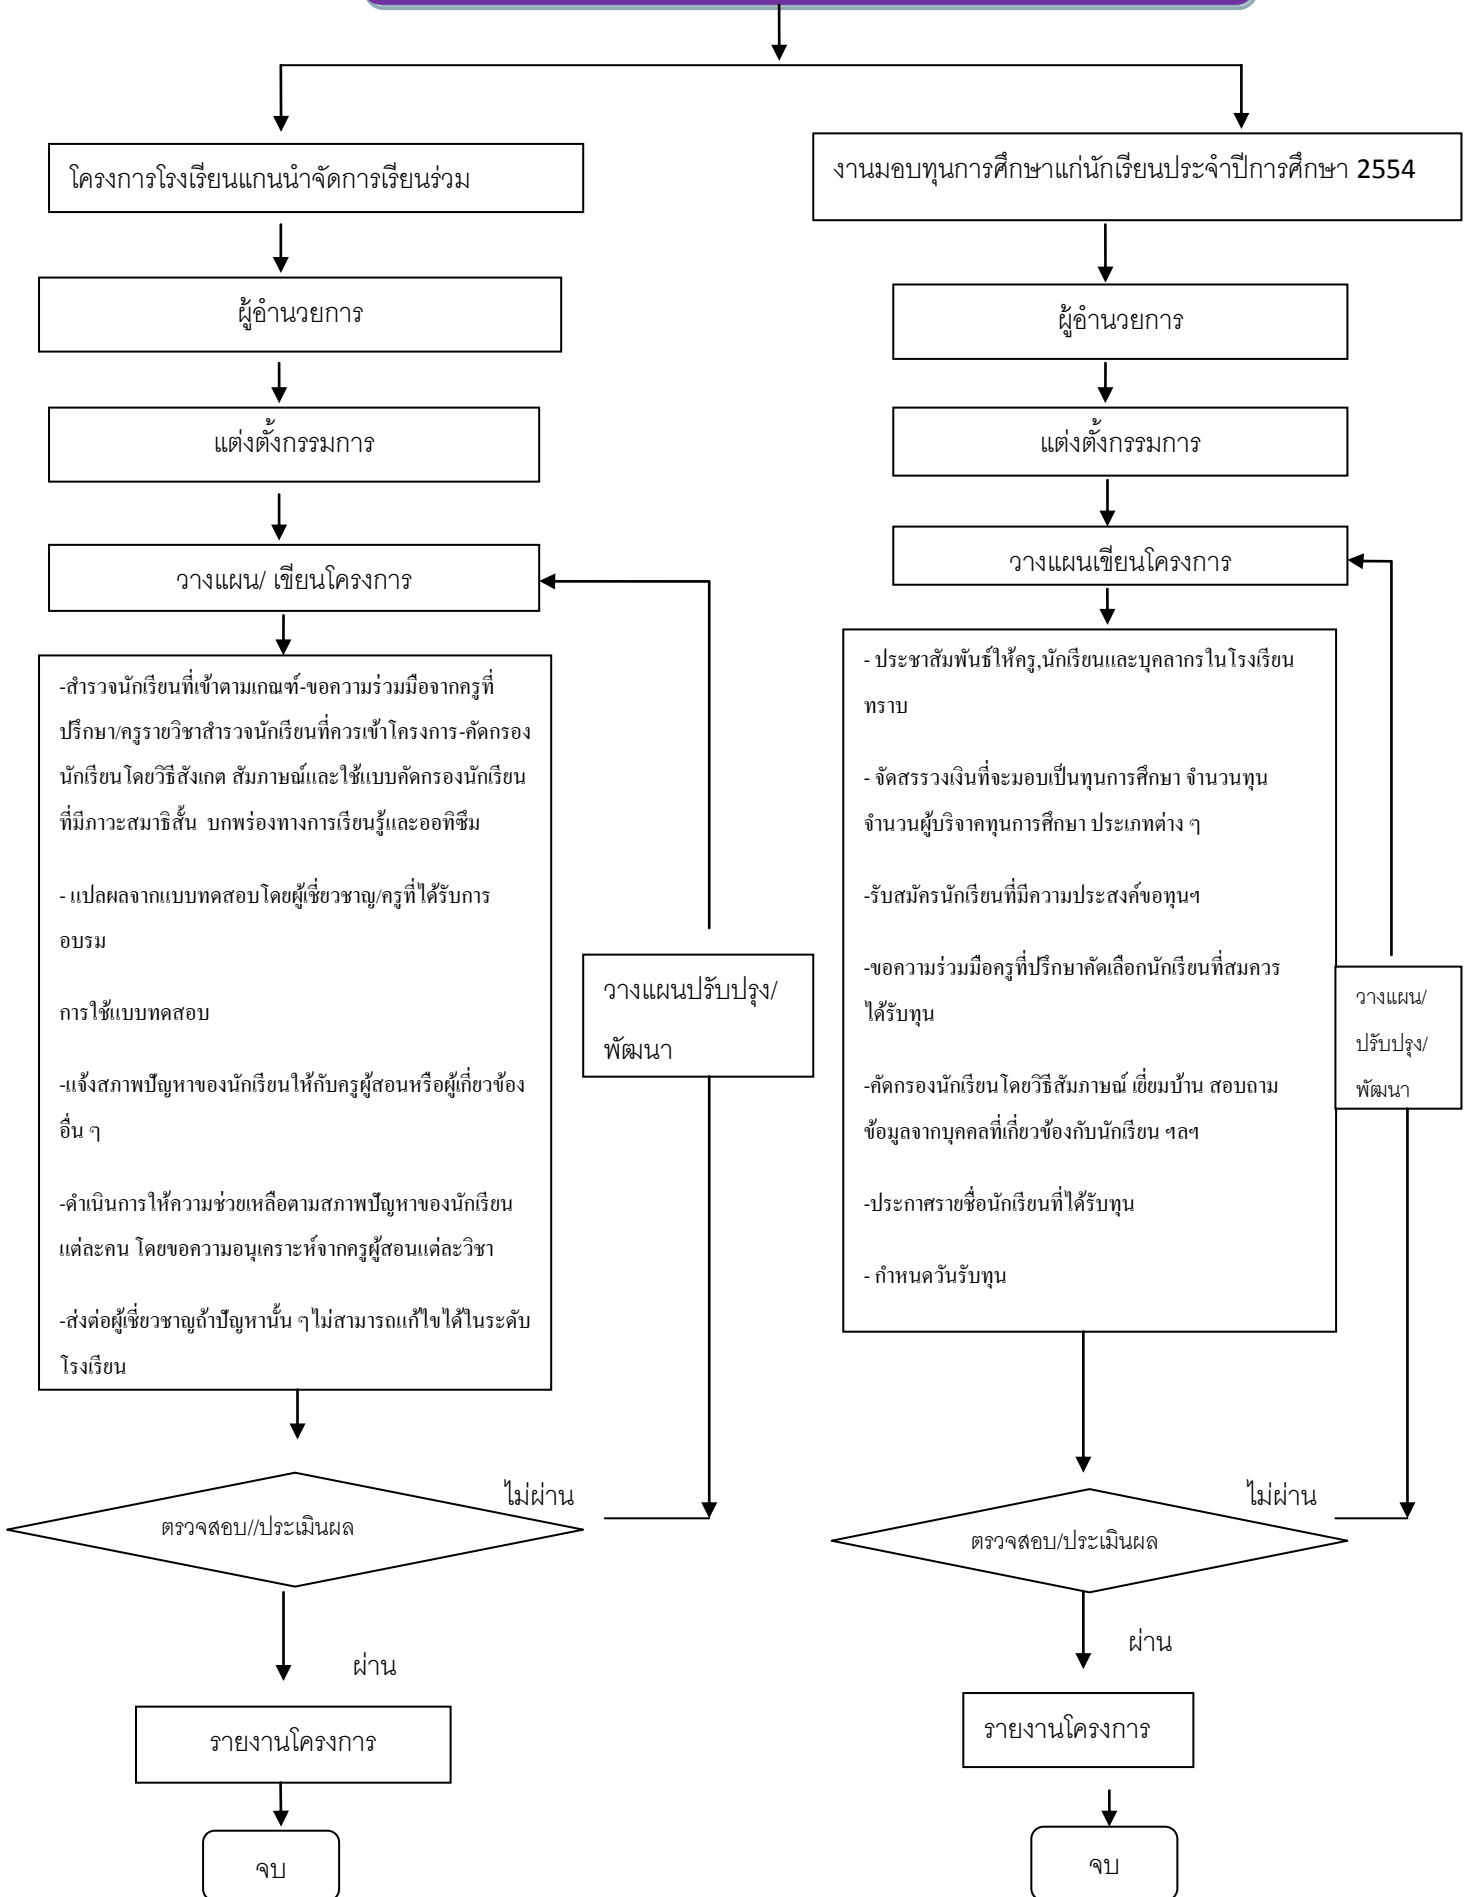 โครงการโรงเรียนแกนนำจัดการเรียนร่วม
ผู้อำนวยการ
แต่งตั้งกรรมการ
วางแผน/ เขียนโครงการ
-สำรวจนักเรียนที่เข้าตามเกณฑ์-ขอความร่วมมือจากครูที่
ปรึกษา/ครูรายวิชาสำรวจนักเรียนที่ควรเข้าโครงการ-คัดกรอง
นักเรียนโดยวิธีสังเกต สัมภาษณ์และใช้แบบคัดกรองนักเรียน
ที่มีภาวะสมาธิสั้น บกพร่องทางการเรียนรู้และออทิซึม
- แปลผลจากแบบทดสอบโดยผู้เชี่ยวชาญ/ครูที่ได้รับการ
อบรม
การใช้แบบทดสอบ
-แจ้งสภาพปัญหาของนักเรียนให้กับครูผู้สอนหรือผู้เกี่ยวข้อง
อื่น ๆ
-ดำเนินการให้ความช่วยเหลือตามสภาพปัญหาของนักเรียน
แต่ละคน โดยขอความอนุเคราะห์จากครูผู้สอนแต่ละวิชา
-ส่งต่อผู้เชี่ยวชาญถ้าปัญหานั้น ๆ ไม่สามารถแก้ไขได้ในระดับ
โรงเรียน
วางแผนปรับปรุง/
พัฒนา
ไม่ผ่าน
ตรวจสอบ//ประเมินผล
ผ่าน
รายงานโครงการ
จบ
งานมอบทุนการศึกษาแก่นักเรียนประจำปีการศึกษา 2554
ผู้อำนวยการ
แต่งตั้งกรรมการ
วางแผนเขียนโครงการ
- ประชาสัมพันธ์ให้ครู,นักเรียนและบุคลากรในโรงเรียน
ทราบ
- จัดสรรวงเงินที่จะมอบเป็นทุนการศึกษา จำนวนทุน
จำนวนผู้บริจาคทุนการศึกษา ประเภทต่าง ๆ
-รับสมัครนักเรียนที่มีความประสงค์ขอทุนฯ
-ขอความร่วมมือครูที่ปรึกษาคัดเลือกนักเรียนที่สมควร
ได้รับทุน
-คัดกรองนักเรียนโดยวิธีสัมภาษณ์ เยี่ยมบ้าน สอบถาม
ข้อมูลจากบุคคลที่เกี่ยวข้องกับนักเรียน ฯลฯ
-ประกาศรายชื่อนักเรียนที่ได้รับทุน
- กำหนดวันรับทุน
วางแผน/
ปรับปรุง/
พัฒนา
ไม่ผ่าน
ตรวจสอบ/ประเมินผล
ผ่าน
รายงานโครงการ
จบ